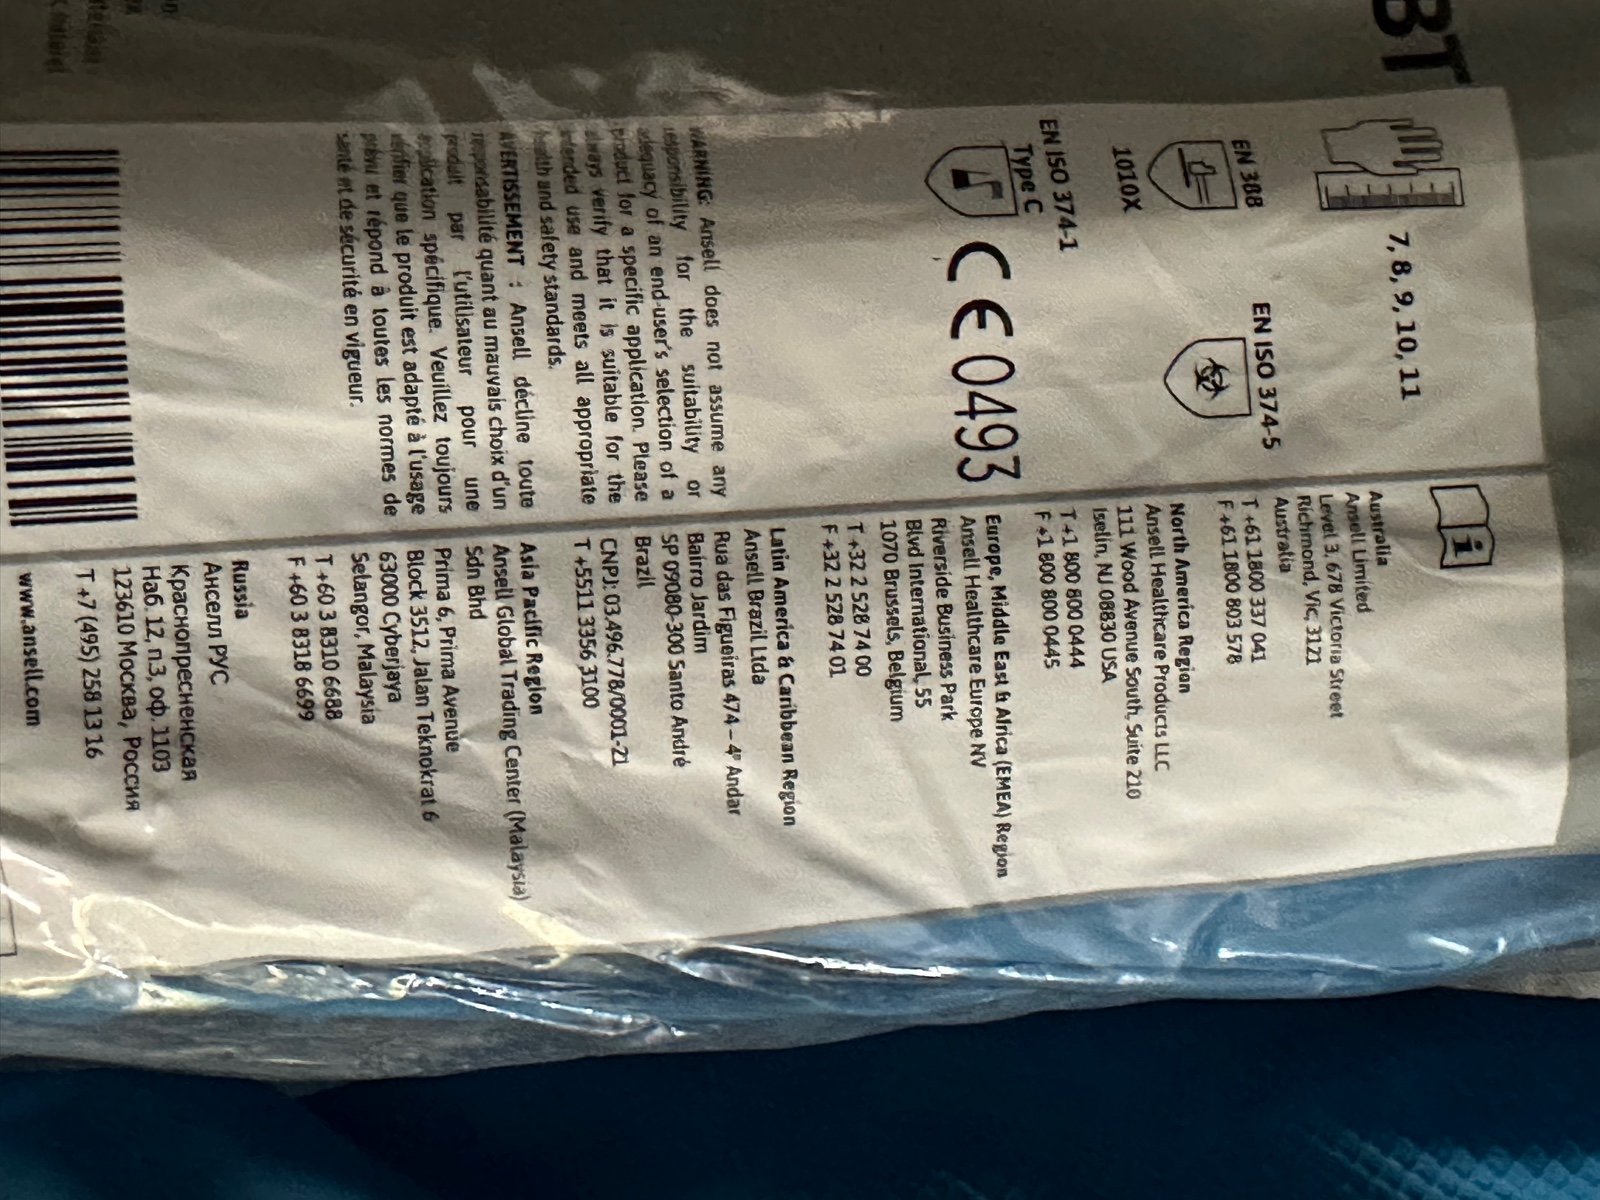 BT
7, 8, 9, 10, 11
EN 388
1010X
EN ISO 374-5
EN ISO 374-1
Type C
CE 0493
WARNING: Ansell does not assume any
responsibility for the suitability or
adequacy of an end-user's selection of a
product for a specific application. Please
always verify that it is suitable for the
intended use and meets all appropriate
health and safety standards.
AVERTISSEMENT : Ansell décline toute
responsabilité quant au mauvais choix d'un
produit par l'utilisateur pour une
application spécifique. Veuillez toujours
vérifier que le produit est adapté à l'usage
prévu et répond à toutes les normes de
santé et de sécurité en vigueur.
i
Australia
Ansell Limited
Level 3, 678 Victoria Street
Richmond, Vic, 3121
Australia
T +61 1800 337 041
F +61 1800 803 578
North America Region
Ansell Healthcare Products LLC
111 Wood Avenue South, Suite 210
Iselin, NJ 08830 USA
T +1 800 800 0444
F +1 800 800 0445
Europe, Middle East & Africa (EMEA) Region
Ansell Healthcare Europe NV
Riverside Business Park
Blvd International, 55
1070 Brussels, Belgium
T +32 2 528 74 00
F +32 2 528 74 01
Latin America & Caribbean Region
Ansell Brazil Ltda
Rua das Figueiras 474 – 4º Andar
Bairro Jardim
SP 09080-300 Santo André
Brazil
CNPJ: 03.496.778/0001-21
T +5511 3356 3100
Asia Pacific Region
Ansell Global Trading Center (Malaysia)
Sdn Bhd
Prima 6, Prima Avenue
Block 3512, Jalan Teknokrat 6
63000 Cyberjaya
Selangor, Malaysia
T +60 3 8310 6688
F +60 3 8318 6699
Russia
Анселл РУС
Краснопресненская
Наб. 12, п3, оф. 1103
123610 Москва, Россия
T +7 (495) 258 13 16
www.ansell.com